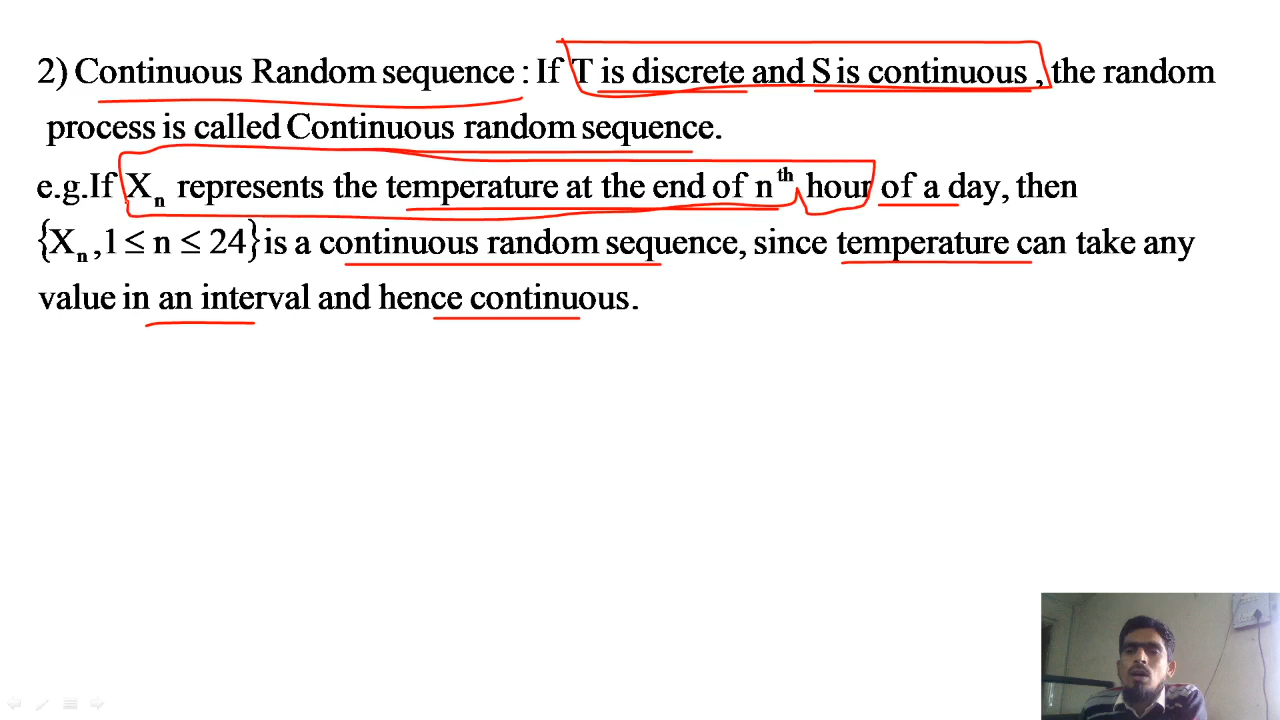 2) Continuous Random sequence : If T is discrete and S is continuous , the random
process is called Continuous random sequence.
e.g.If Xₙ represents the temperature at the end of nᵗʰ hour of a day, then
{Xₙ ,1 ≤ n ≤ 24} is a continuous random sequence, since temperature can take any
value in an interval and hence continuous.